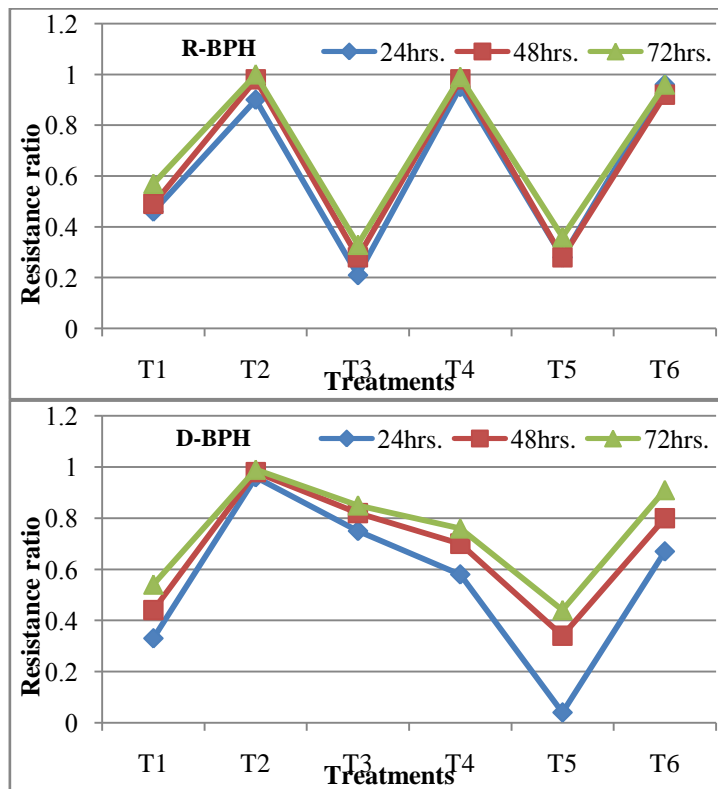 1.2
R-BPH 24hrs. 48hrs. 72hrs.
1
0.8
0.6
0.4
0.2
0
Resistance ratio
T1 T2 T3 T4 T5 T6
Treatments
1.2
D-BPH 24hrs. 48hrs. 72hrs.
1
0.8
0.6
0.4
0.2
0
Resistance ratio
T1 T2 T3 T4 T5 T6
Treatments